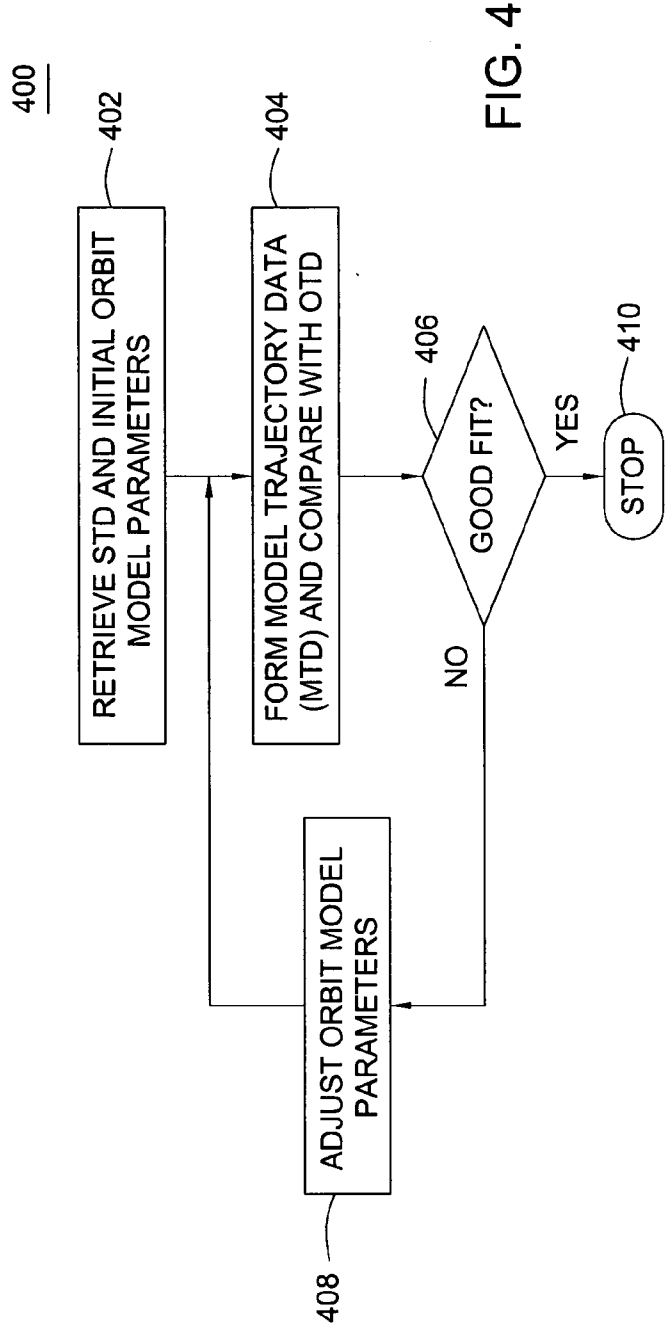 400
RETRIEVE STD AND INITIAL ORBIT
MODEL PARAMETERS
402
FORM MODEL TRAJECTORY DATA
(MTD) AND COMPARE WITH OTD
404
GOOD FIT?
406
NO
YES
ADJUST ORBIT MODEL
PARAMETERS
408
STOP
410
FIG. 4